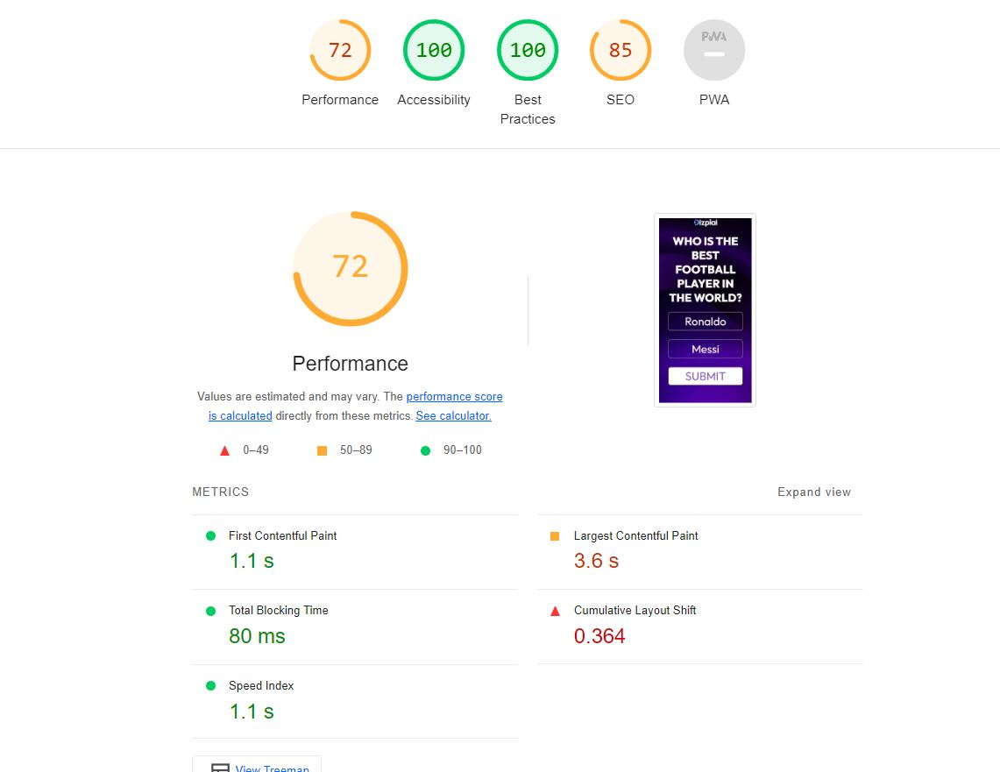 72
100
100
85
PWA
Performance
Accessibility
Best
Practices
SEO
PWA
72
Performance
Values are estimated and may vary. The performance score
is calculated directly from these metrics. See calculator.
0–49
50–89
90–100
Dizplai
WHO IS THE
BEST
FOOTBALL
PLAYER IN
THE WORLD?
Ronaldo
Messi
SUBMIT
METRICS
Expand view
First Contentful Paint
1.1 s
Largest Contentful Paint
3.6 s
Total Blocking Time
80 ms
Cumulative Layout Shift
0.364
Speed Index
1.1 s
View Treemap